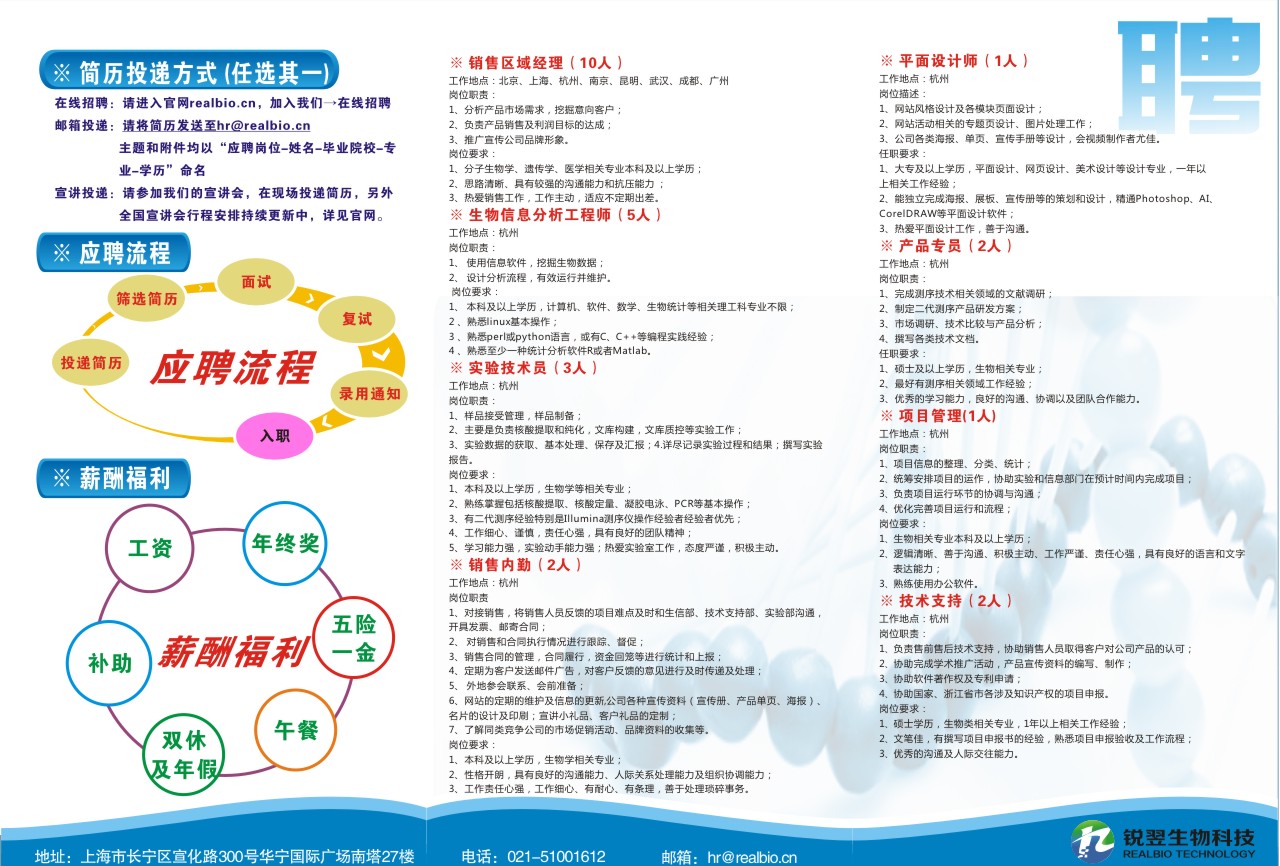 ※ 简历投递方式 (任选其一)
在线招聘：请进入官网realbio.cn，加入我们→在线招聘
邮箱投递：请将简历发送至hr@realbio.cn
主题和附件均以“应聘岗位–姓名–毕业院校–专
业–学历”命名
宣讲投递：请参加我们的宣讲会，在现场投递简历，另外
全国宣讲会行程安排持续更新中，详见官网。
※ 应聘流程
面试
筛选简历
复试
投递简历
应聘流程
录用通知
入职
※ 薪酬福利
工资
年终奖
五险
一金
补助
薪酬福利
午餐
双休
及年假
※ 销售区域经理（10人）
工作地点：北京、上海、杭州、南京、昆明、武汉、成都、广州
岗位职责：
1、分析产品市场需求，挖掘意向客户；
2、负责产品销售及利润目标的达成；
3、推广宣传公司品牌形象。
岗位要求：
1、分子生物学、遗传学、医学相关专业本科及以上学历；
2、思路清晰、具有较强的沟通能力和抗压能力 ；
3、热爱销售工作，工作主动，适应不定期出差。
※ 生物信息分析工程师（5人）
工作地点：杭州
岗位职责：
1、 使用信息软件，挖掘生物数据；
2、 设计分析流程，有效运行并维护。
岗位要求：
1、 本科及以上学历，计算机、软件、数学、生物统计等相关理工科专业不限；
2 、熟悉linux基本操作；
3 、熟悉perl或python语言，或有C、C++等编程实践经验；
4 、熟悉至少一种统计分析软件R或者Matlab。
※ 实验技术员（3人）
工作地点：杭州
岗位职责：
1、样品接受管理，样品制备；
2、主要是负责核酸提取和纯化，文库构建，文库质控等实验工作；
3、实验数据的获取、基本处理、保存及汇报；4.详尽记录实验过程和结果；撰写实验
报告。
岗位要求：
1、本科及以上学历，生物学等相关专业；
2、熟练掌握包括核酸提取、核酸定量、凝胶电泳、PCR等基本操作；
3、有二代测序经验特别是Illumina测序仪操作经验者经验者优先；
4、工作细心、谨慎，责任心强，具有良好的团队精神；
5、学习能力强，实验动手能力强；热爱实验室工作，态度严谨，积极主动。
※ 销售内勤（2人）
工作地点：杭州
岗位职责
1、对接销售，将销售人员反馈的项目难点及时和生信部、技术支持部、实验部沟通，
开具发票、邮寄合同；
2、 对销售和合同执行情况进行跟踪、督促；
3、销售合同的管理，合同履行，资金回笼等进行统计和上报；
4、定期为客户发送邮件广告，对客户反馈的意见进行及时传递及处理；
5、 外地参会联系、会前准备；
6、网站的定期的维护及信息的更新,公司各种宣传资料（宣传册、产品单页、海报）、
名片的设计及印刷；宣讲小礼品、客户礼品的定制；
7、了解同类竞争公司的市场促销活动、品牌资料的收集等。
岗位要求：
1、本科及以上学历，生物学相关专业；
2、性格开朗，具有良好的沟通能力、人际关系处理能力及组织协调能力；
3、工作责任心强，工作细心、有耐心、有条理，善于处理琐碎事务。
聘
※ 平面设计师（1人）
工作地点：杭州
岗位描述：
1、网站风格设计及各模块页面设计；
2、网站活动相关的专题页设计、图片处理工作；
3、公司各类海报、单页、宣传手册等设计，会视频制作者尤佳。
任职要求：
1、大专及以上学历，平面设计、网页设计、美术设计等设计专业，一年以
上相关工作经验；
2、能独立完成海报、展板、宣传册等的策划和设计，精通Photoshop、AI、
CorelDRAW等平面设计软件；
3、热爱平面设计工作，善于沟通。
※ 产品专员（2人）
工作地点：杭州
岗位职责：
1、完成测序技术相关领域的文献调研；
2、制定二代测序产品研发方案；
3、市场调研、技术比较与产品分析；
4、撰写各类技术文档。
任职要求：
1、硕士及以上学历，生物相关专业；
2、最好有测序相关领域工作经验；
3、优秀的学习能力，良好的沟通、协调以及团队合作能力。
※ 项目管理(1人)
工作地点：杭州
岗位职责：
1、项目信息的整理、分类、统计；
2、统筹安排项目的运作，协助实验和信息部门在预计时间内完成项目；
3、负责项目运行环节的协调与沟通；
4、优化完善项目运行和流程；
岗位要求：
1、生物相关专业本科及以上学历；
2、逻辑清晰、善于沟通、积极主动、工作严谨、责任心强，具有良好的语言和文字
表达能力；
3、熟练使用办公软件。
※ 技术支持（2人）
工作地点：杭州
岗位职责：
1、负责售前售后技术支持，协助销售人员取得客户对公司产品的认可；
2、协助完成学术推广活动，产品宣传资料的编写、制作；
3、协助软件著作权及专利申请；
4、协助国家、浙江省市各涉及知识产权的项目申报。
岗位要求：
1、硕士学历，生物类相关专业，1年以上相关工作经验；
2、文笔佳，有撰写项目申报书的经验，熟悉项目申报验收及工作流程；
3、优秀的沟通及人际交往能力。
地址：上海市长宁区宣化路300号华宁国际广场南塔27楼
电话：021–51001612
邮箱：hr@realbio.cn
锐翌生物科技
REALBIO TECHNOLOGY